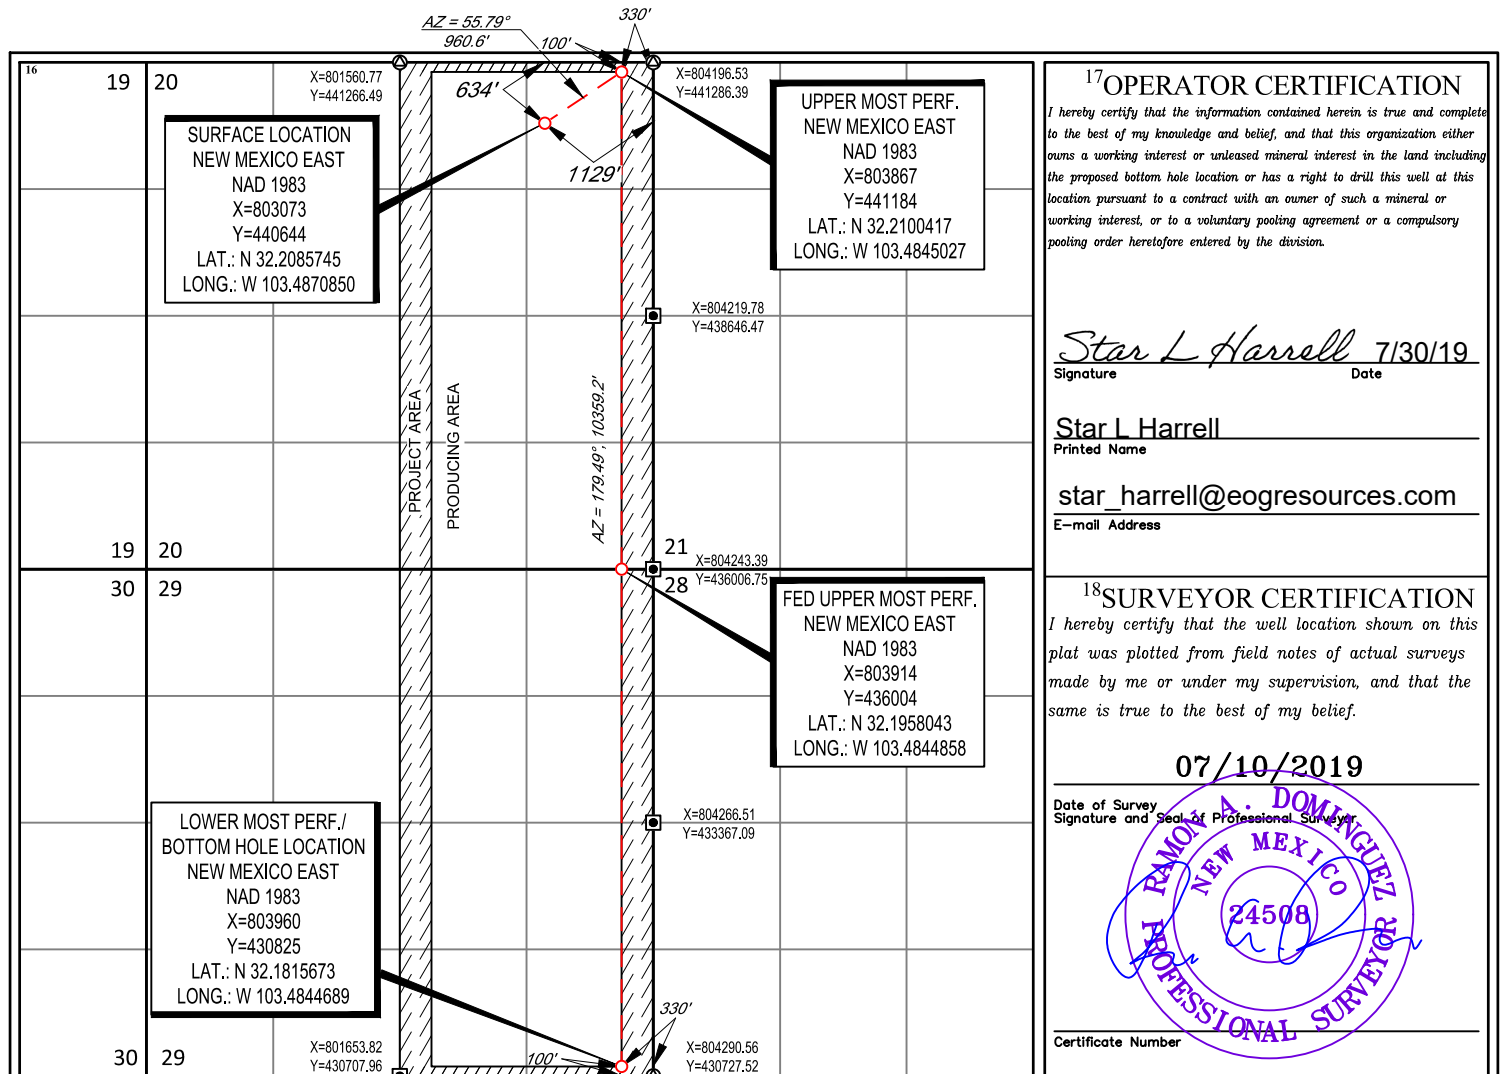 AZ = 55.79°
960.6'
100'
330'
16
19
20
X=801560.77
Y=441266.49
634'
1129'
X=804196.53
Y=441286.39
SURFACE LOCATION
NEW MEXICO EAST
NAD 1983
X=803073
Y=440644
LAT.: N 32.2085745
LONG.: W 103.4870850
UPPER MOST PERF.
NEW MEXICO EAST
NAD 1983
X=803867
Y=441184
LAT.: N 32.2100417
LONG.: W 103.4845027
X=804219.78
Y=438646.47
PROJECT AREA
PRODUCING AREA
AZ = 179.49°, 10359.2'
19
20
21
X=804243.39
Y=436006.75
30
29
28
FED UPPER MOST PERF.
NEW MEXICO EAST
NAD 1983
X=803914
Y=436004
LAT.: N 32.1958043
LONG.: W 103.4844858
X=804266.51
Y=433367.09
LOWER MOST PERF./
BOTTOM HOLE LOCATION
NEW MEXICO EAST
NAD 1983
X=803960
Y=430825
LAT.: N 32.1815673
LONG.: W 103.4844689
330'
100'
30
29
X=801653.82
Y=430707.96
X=804290.56
Y=430727.52
17OPERATOR CERTIFICATION
I hereby certify that the information contained herein is true and complete
to the best of my knowledge and belief, and that this organization either
owns a working interest or unleased mineral interest in the land including
the proposed bottom hole location or has a right to drill this well at this
location pursuant to a contract with an owner of such a mineral or
working interest, or to a voluntary pooling agreement or a compulsory
pooling order heretofore entered by the division.
Star L Harrell 7/30/19
Signature Date
Star L Harrell
Printed Name
star_harrell@eogresources.com
E-mail Address
18SURVEYOR CERTIFICATION
I hereby certify that the well location shown on this
plat was plotted from field notes of actual surveys
made by me or under my supervision, and that the
same is true to the best of my belief.
07/10/2019
Date of Survey
Signature and Seal of Professional Surveyor
RAMON A. DOMINGUEZ
NEW MEXICO
24508
PROFESSIONAL SURVEYOR
Certificate Number